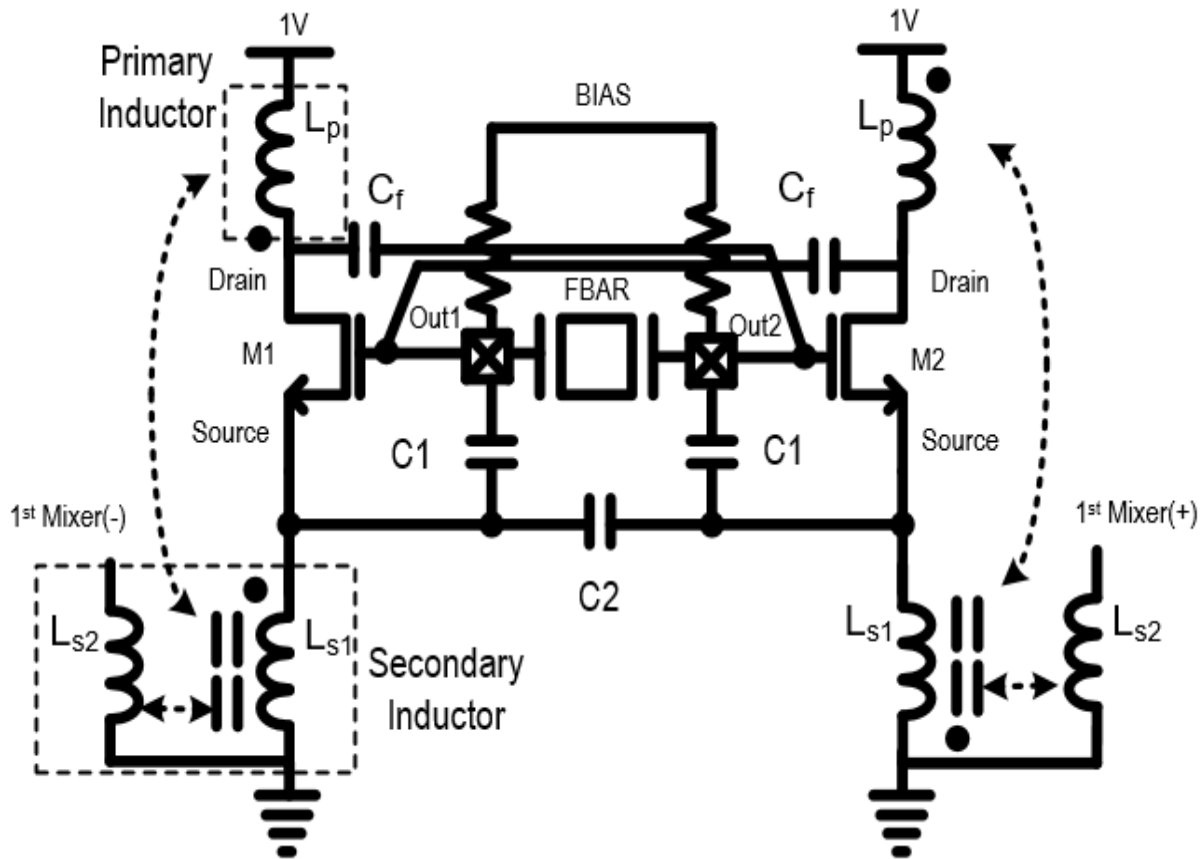 1V
1V
Primary
Inductor
Lp
BIAS
Lp
Cf
Cf
Drain
FBAR
Drain
Out1
Out2
M1
M2
Source
Source
C1
C1
1st Mixer(-)
1st Mixer(+)
C2
Ls2
Ls1
Ls1
Ls2
Secondary
Inductor